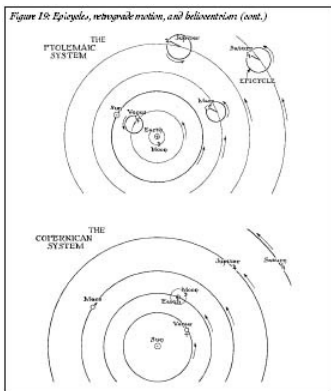 Figure 19: Epicycles, retrograde motion, and heliocentrism (cont.)
THE
PTOLEMAIC
SYSTEM
Jupiter
Saturn
EPICYCLE
Mars
Sun
Venus
Earth
Moon
THE
COPERNICAN
SYSTEM
Jupiter
Saturn
Mars
Moon
Earth
Venus
Sun